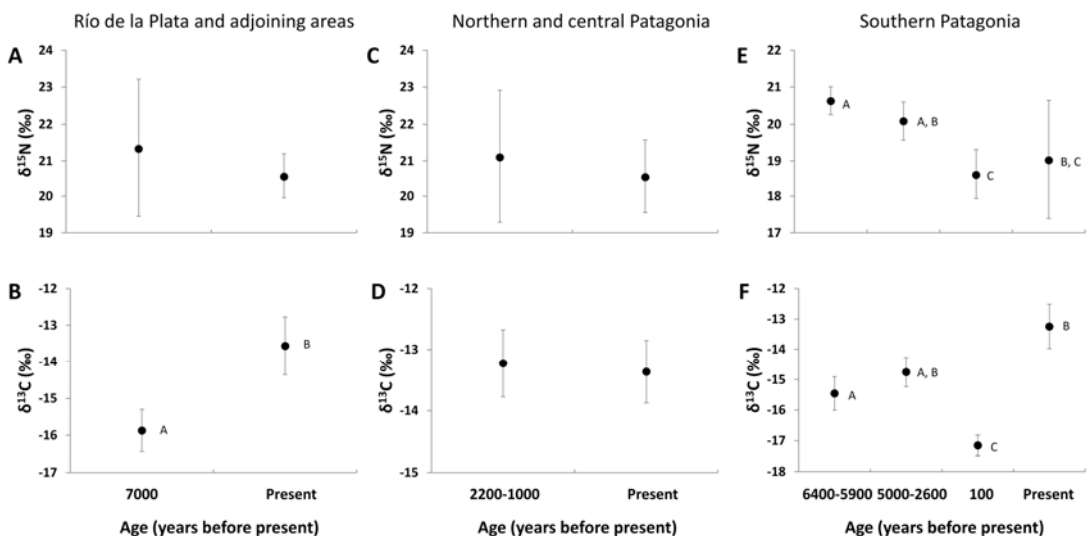 Río de la Plata and adjoining areas
Northern and central Patagonia
Southern Patagonia
A
δ15N (‰)
24
23
22
21
20
19
C
δ15N (‰)
24
23
22
21
20
19
E
δ15N (‰)
22
21
20
19
18
17
A
A, B
C
B, C
B
δ13C (‰)
-12
-13
-14
-15
-16
-17
A
B
7000
Present
Age (years before present)
D
δ13C (‰)
-12
-13
-14
-15
2200-1000
Present
Age (years before present)
F
δ13C (‰)
-12
-13
-14
-15
-16
-17
-18
A
A, B
C
B
6400-5900 5000-2600 100 Present
Age (years before present)